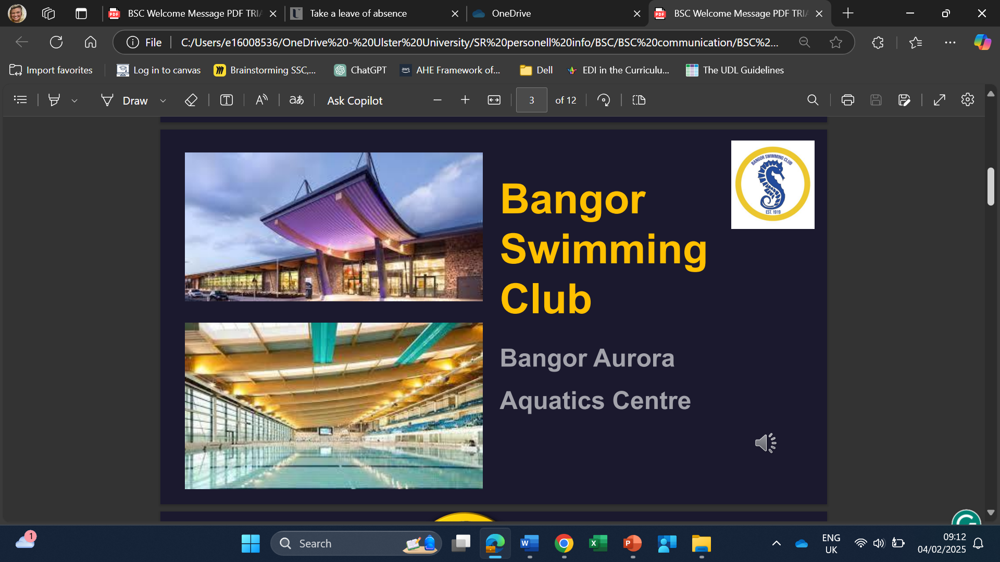 BSC Welcome Message PDF TRIA
Take a leave of absence
OneDrive
BSC Welcome Message PDF TRIA
File
C:/Users/e16008536/OneDrive%20-%20Ulster%20University/SR%20personell%20info/BSC/BSC%20communication/BSC%2...
Import favorites
Log in to canvas
Brainstorming SSC,...
ChatGPT
aws
AHE Framework of...
Dell
EDI in the Curriculu...
The UDL Guidelines
Draw
Ask Copilot
3
of 12
BANGOR SWIMMING CLUB
EST. 1919
Bangor
Swimming
Club
Bangor Aurora
Aquatics Centre
1
Search
ENG
UK
09:12
04/02/2025